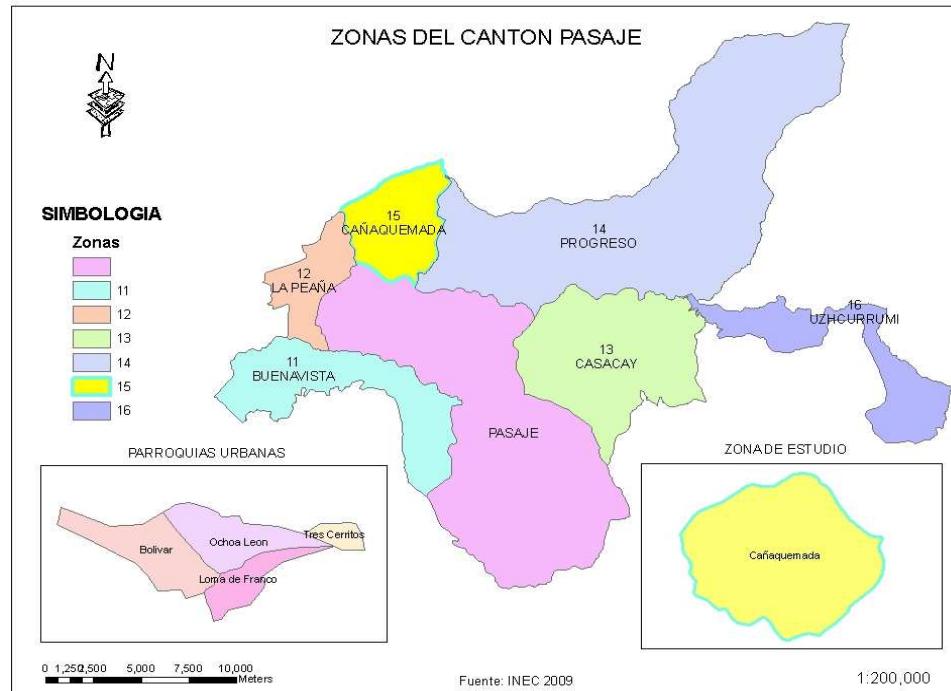 ZONAS DEL CANTON PASAJE
N
SIMBOLOGIA
Zonas
11
12
13
14
15
16
15
CAÑAQUEMADA
14
PROGRESO
12
LA PEAÑA
16
UZHCURRUMI
13
CASACAY
11
BUENAVISTA
PASAJE
PARROQUIAS URBANAS
Bolivar
Ochoa Leon
Tres Cerritos
Loma de Franco
ZONA DE ESTUDIO
Cañaquemada
0 1,250 2,500 5,000 7,500 10,000
Meters
Fuente: INEC 2009
1:200,000